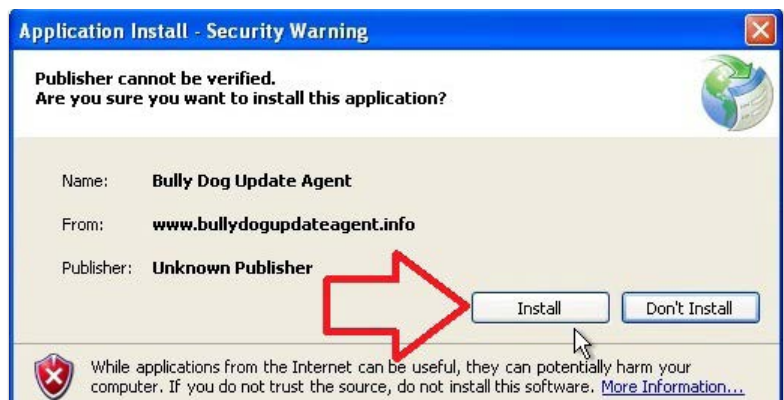 Application Install - Security Warning
Publisher cannot be verified.
Are you sure you want to install this application?
Name: Bully Dog Update Agent
From: www.bullydogupdateagent.info
Publisher: Unknown Publisher
Install Don't Install
While applications from the Internet can be useful, they can potentially harm your
computer. If you do not trust the source, do not install this software. More Information...